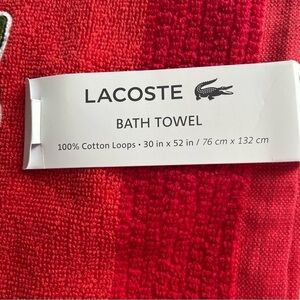 LACOSTE
BATH TOWEL
100% Cotton Loops • 30 in x 52 in / 76 cm x 132 cm